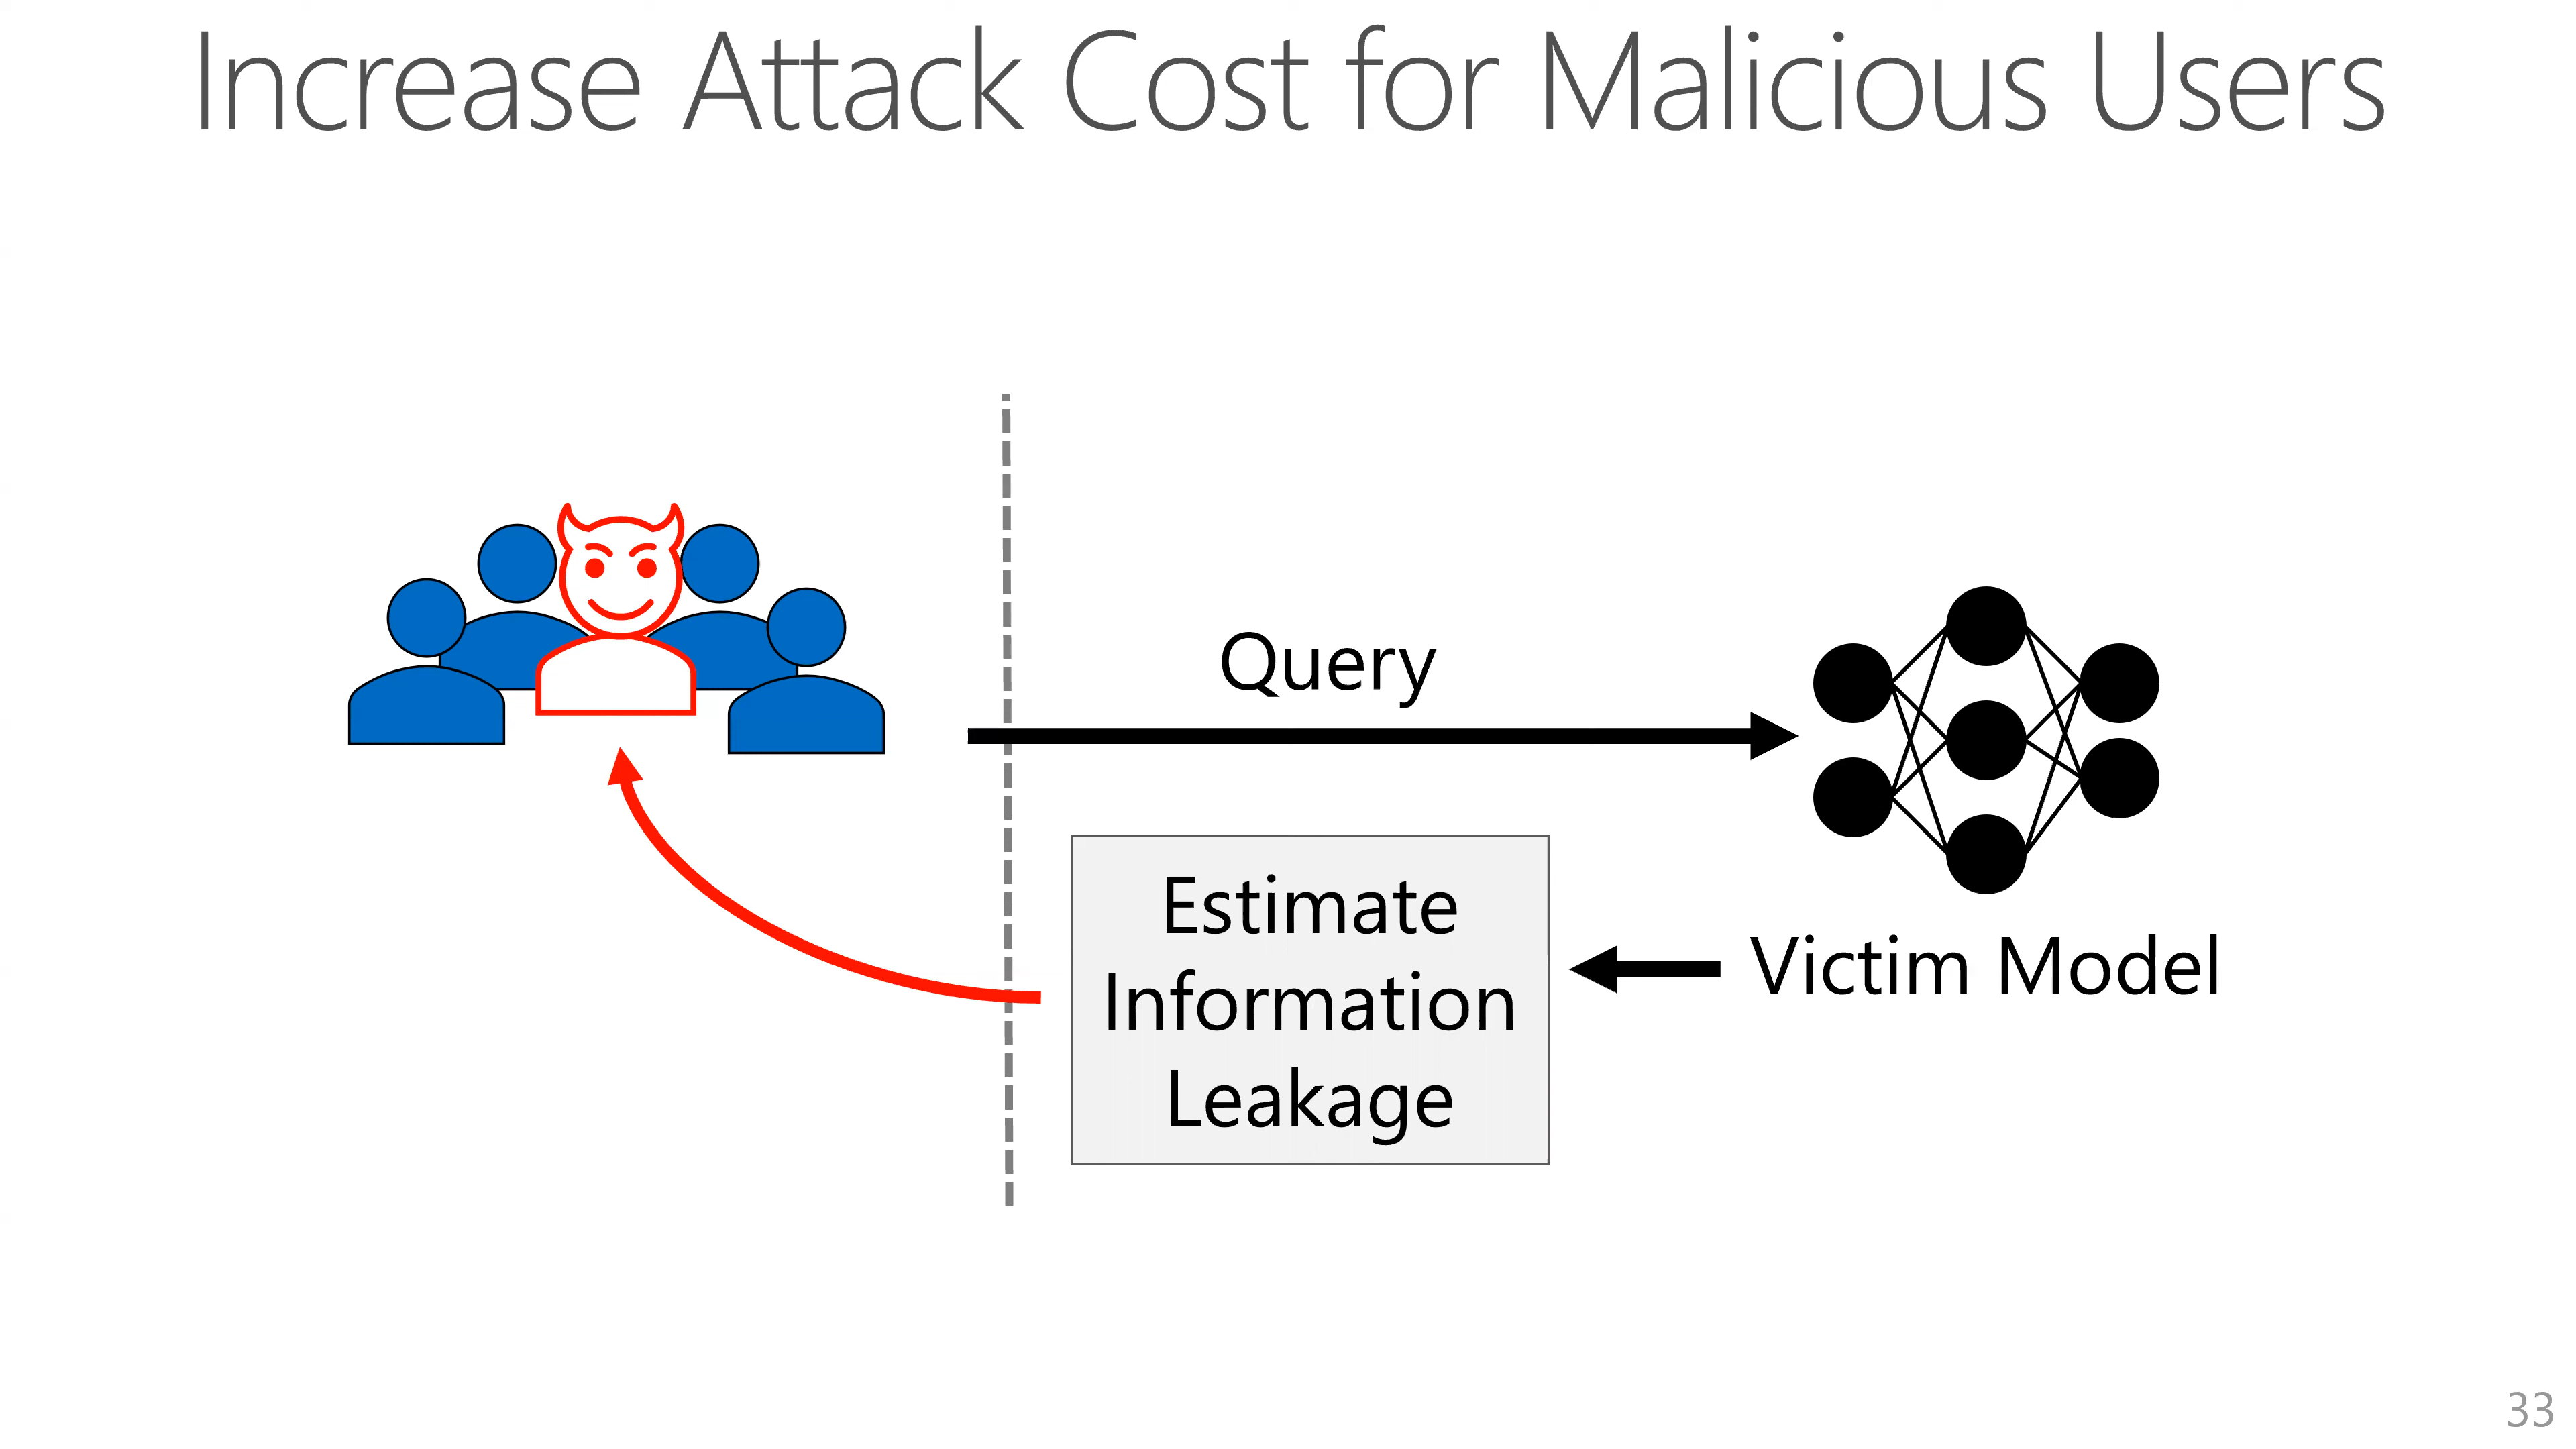 Increase Attack Cost for Malicious Users
Query
Estimate
Information
Leakage
Victim Model
33